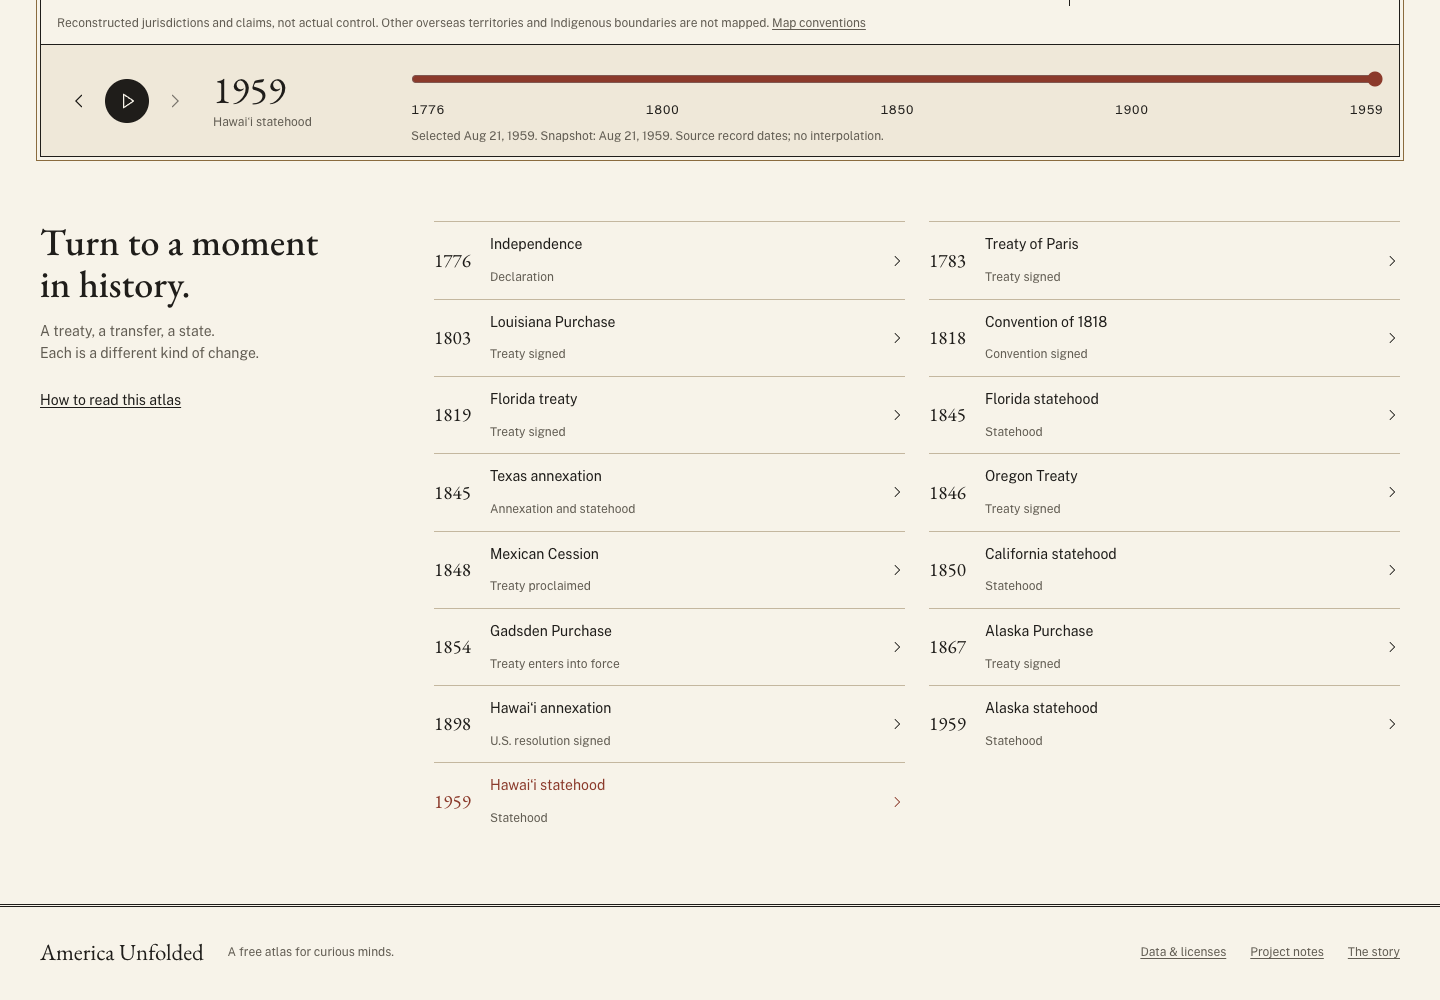 Reconstructed jurisdictions and claims, not actual control. Other overseas territories and Indigenous boundaries are not mapped. Map conventions
1959
Hawaiʻi statehood
1776
1800
1850
1900
1959
Selected Aug 21, 1959. Snapshot: Aug 21, 1959. Source record dates; no interpolation.
Turn to a moment
in history.
A treaty, a transfer, a state.
Each is a different kind of change.
How to read this atlas
1776
Independence
Declaration
1783
Treaty of Paris
Treaty signed
1803
Louisiana Purchase
Treaty signed
1818
Convention of 1818
Convention signed
1819
Florida treaty
Treaty signed
1845
Florida statehood
Statehood
1845
Texas annexation
Annexation and statehood
1846
Oregon Treaty
Treaty signed
1848
Mexican Cession
Treaty proclaimed
1850
California statehood
Statehood
1854
Gadsden Purchase
Treaty enters into force
1867
Alaska Purchase
Treaty signed
1898
Hawaiʻi annexation
U.S. resolution signed
1959
Alaska statehood
Statehood
1959
Hawaiʻi statehood
Statehood
America Unfolded
A free atlas for curious minds.
Data & licenses
Project notes
The story